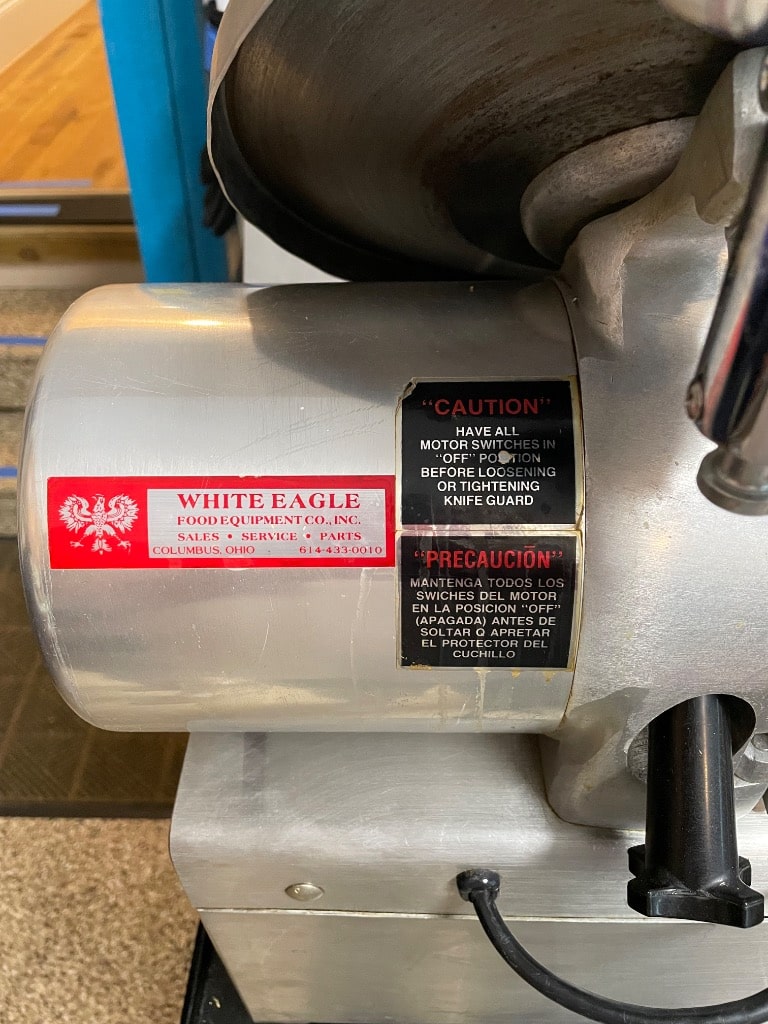 "CAUTION"
HAVE ALL
MOTOR SWITCHES IN
"OFF" POSITION
BEFORE LOOSENING
OR TIGHTENING
KNIFE GUARD
WHITE EAGLE
FOOD EQUIPMENT CO., INC.
SALES • SERVICE • PARTS
COLUMBUS, OHIO 614-433-0010
"PRECAUCIÓN"
MANTENGA TODOS LOS
SWICHES DEL MOTOR
EN LA POSICION "OFF"
(APAGADA) ANTES DE
SOLTAR O APRETAR
EL PROTECTOR DEL
CUCHILLO